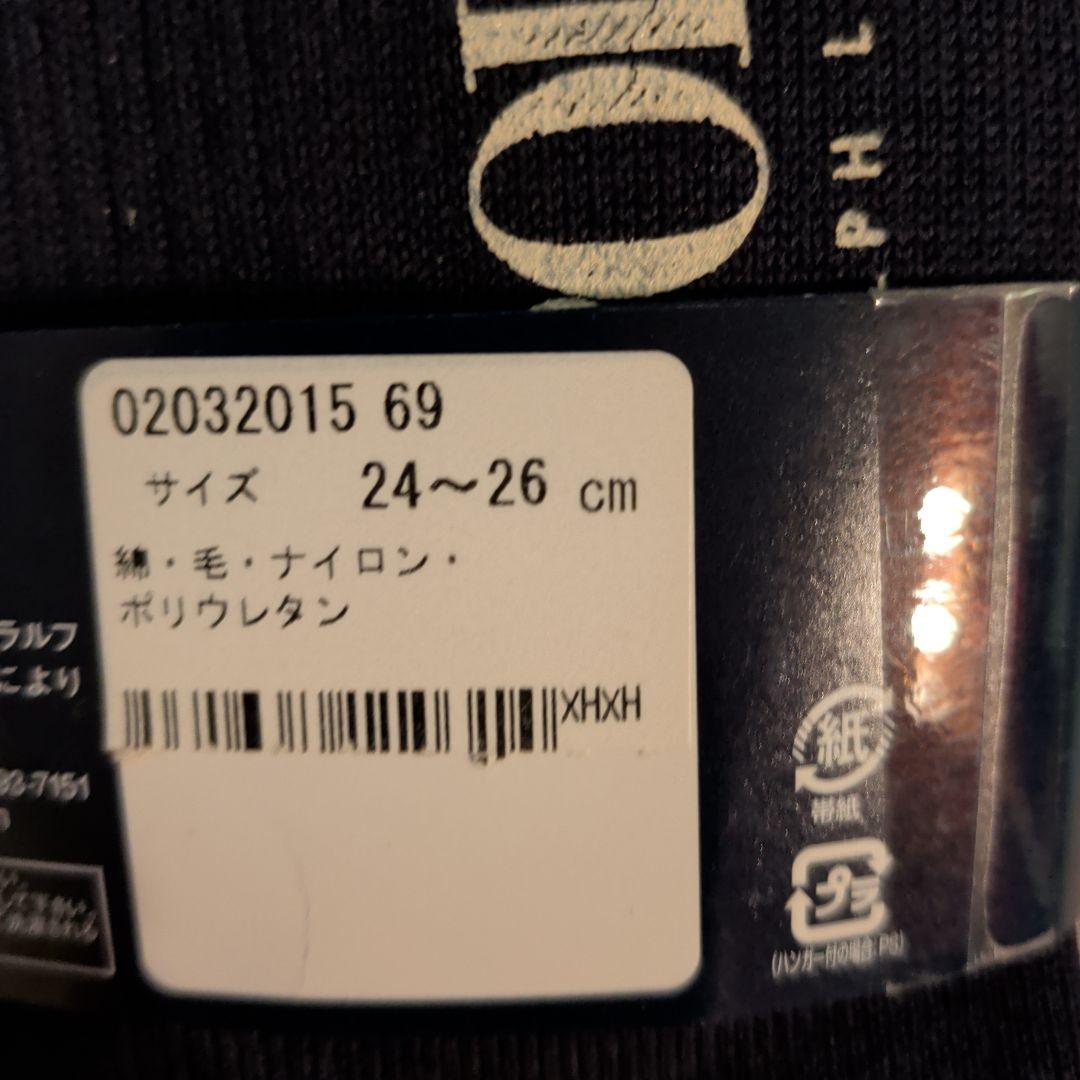 PHL
02032015 69
サイズ 24～26 cm
綿・毛・ナイロン・
ポリウレタン
XHXH
ラルフ
により
7151
紙
帯紙
プラ
(ハンガー付の場合:PS)